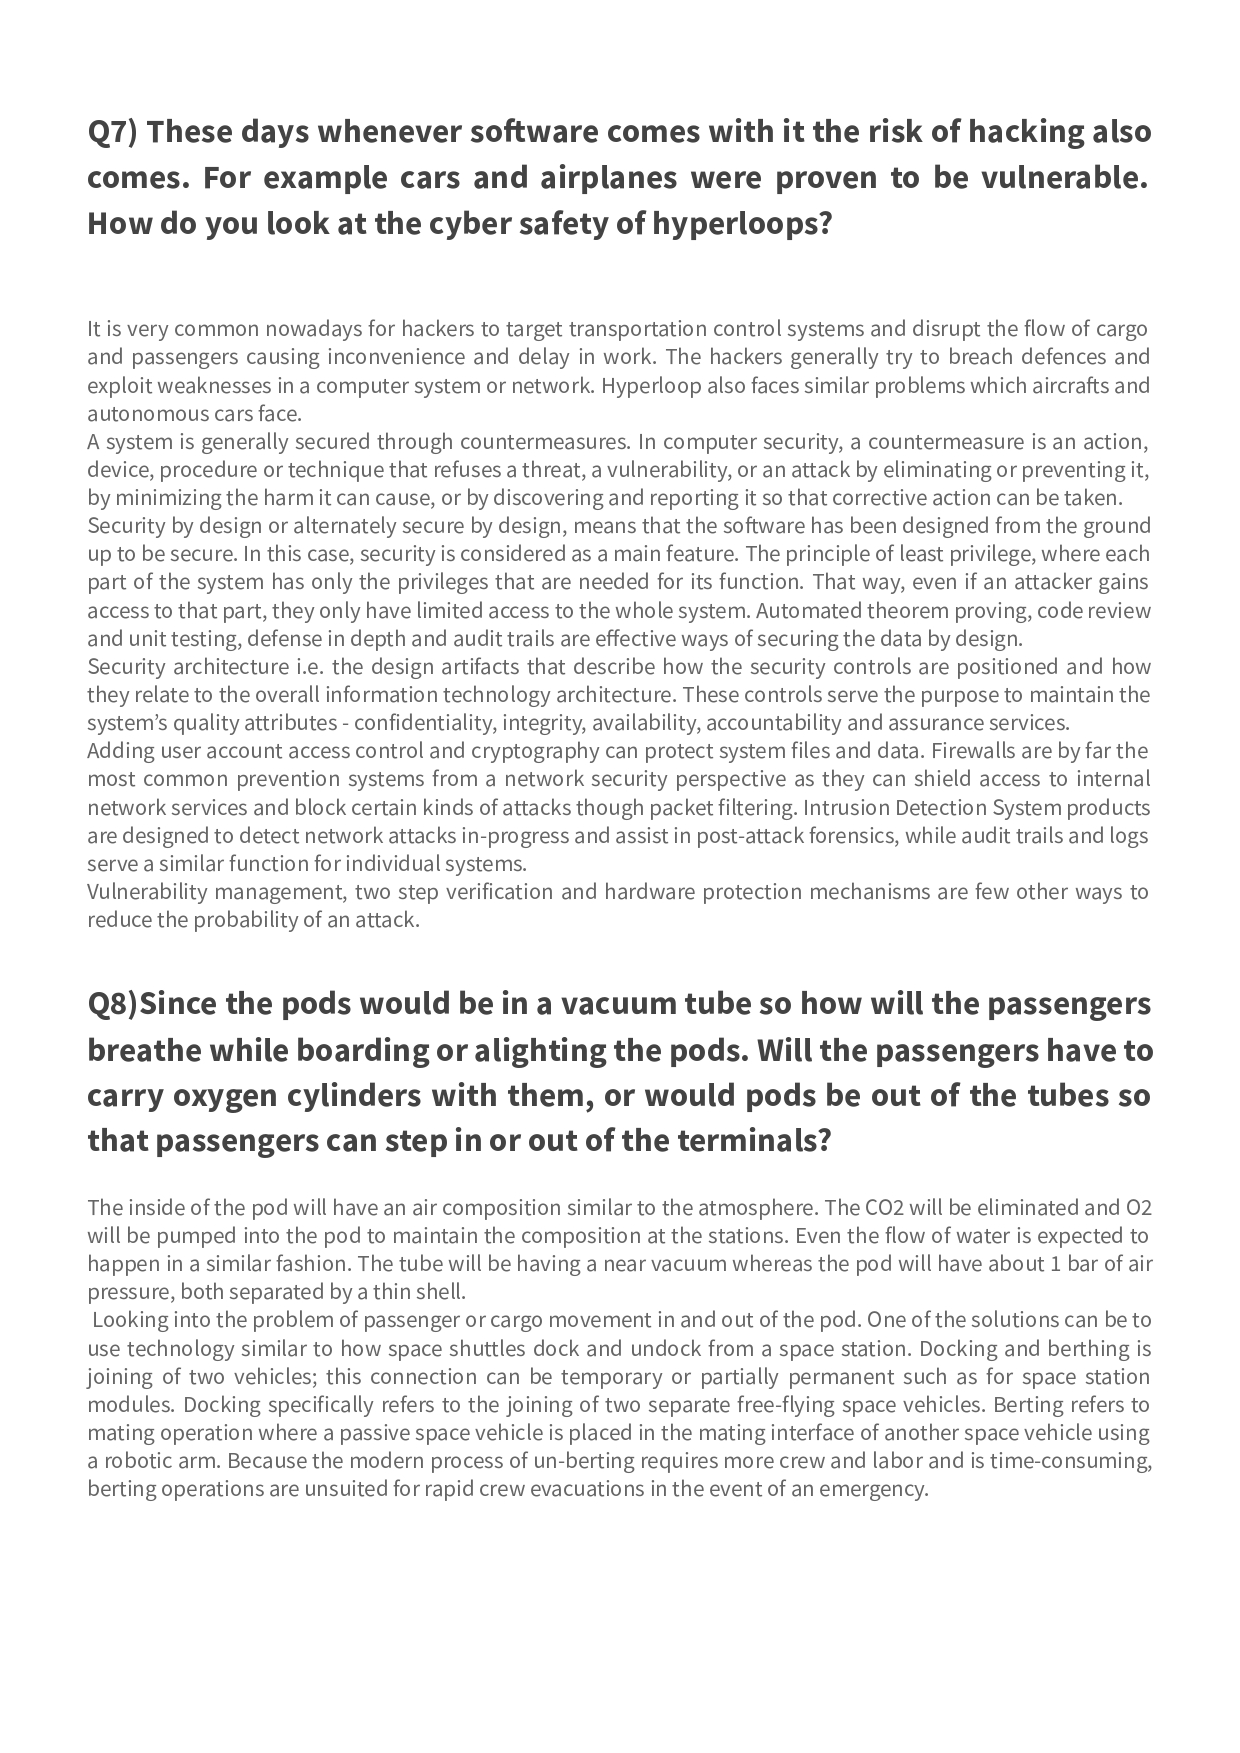 Q7) These days whenever software comes with it the risk of hacking also
comes. For example cars and airplanes were proven to be vulnerable.
How do you look at the cyber safety of hyperloops?
It is very common nowadays for hackers to target transportation control systems and disrupt the flow of cargo
and passengers causing inconvenience and delay in work. The hackers generally try to breach defences and
exploit weaknesses in a computer system or network. Hyperloop also faces similar problems which aircrafts and
autonomous cars face.
A system is generally secured through countermeasures. In computer security, a countermeasure is an action,
device, procedure or technique that refuses a threat, a vulnerability, or an attack by eliminating or preventing it,
by minimizing the harm it can cause, or by discovering and reporting it so that corrective action can be taken.
Security by design or alternately secure by design, means that the software has been designed from the ground
up to be secure. In this case, security is considered as a main feature. The principle of least privilege, where each
part of the system has only the privileges that are needed for its function. That way, even if an attacker gains
access to that part, they only have limited access to the whole system. Automated theorem proving, code review
and unit testing, defense in depth and audit trails are effective ways of securing the data by design.
Security architecture i.e. the design artifacts that describe how the security controls are positioned and how
they relate to the overall information technology architecture. These controls serve the purpose to maintain the
system’s quality attributes - confidentiality, integrity, availability, accountability and assurance services.
Adding user account access control and cryptography can protect system files and data. Firewalls are by far the
most common prevention systems from a network security perspective as they can shield access to internal
network services and block certain kinds of attacks though packet filtering. Intrusion Detection System products
are designed to detect network attacks in-progress and assist in post-attack forensics, while audit trails and logs
serve a similar function for individual systems.
Vulnerability management, two step verification and hardware protection mechanisms are few other ways to
reduce the probability of an attack.
Q8)Since the pods would be in a vacuum tube so how will the passengers
breathe while boarding or alighting the pods. Will the passengers have to
carry oxygen cylinders with them, or would pods be out of the tubes so
that passengers can step in or out of the terminals?
The inside of the pod will have an air composition similar to the atmosphere. The CO2 will be eliminated and O2
will be pumped into the pod to maintain the composition at the stations. Even the flow of water is expected to
happen in a similar fashion. The tube will be having a near vacuum whereas the pod will have about 1 bar of air
pressure, both separated by a thin shell.
Looking into the problem of passenger or cargo movement in and out of the pod. One of the solutions can be to
use technology similar to how space shuttles dock and undock from a space station. Docking and berthing is
joining of two vehicles; this connection can be temporary or partially permanent such as for space station
modules. Docking specifically refers to the joining of two separate free-flying space vehicles. Berting refers to
mating operation where a passive space vehicle is placed in the mating interface of another space vehicle using
a robotic arm. Because the modern process of un-berting requires more crew and labor and is time-consuming,
berting operations are unsuited for rapid crew evacuations in the event of an emergency.